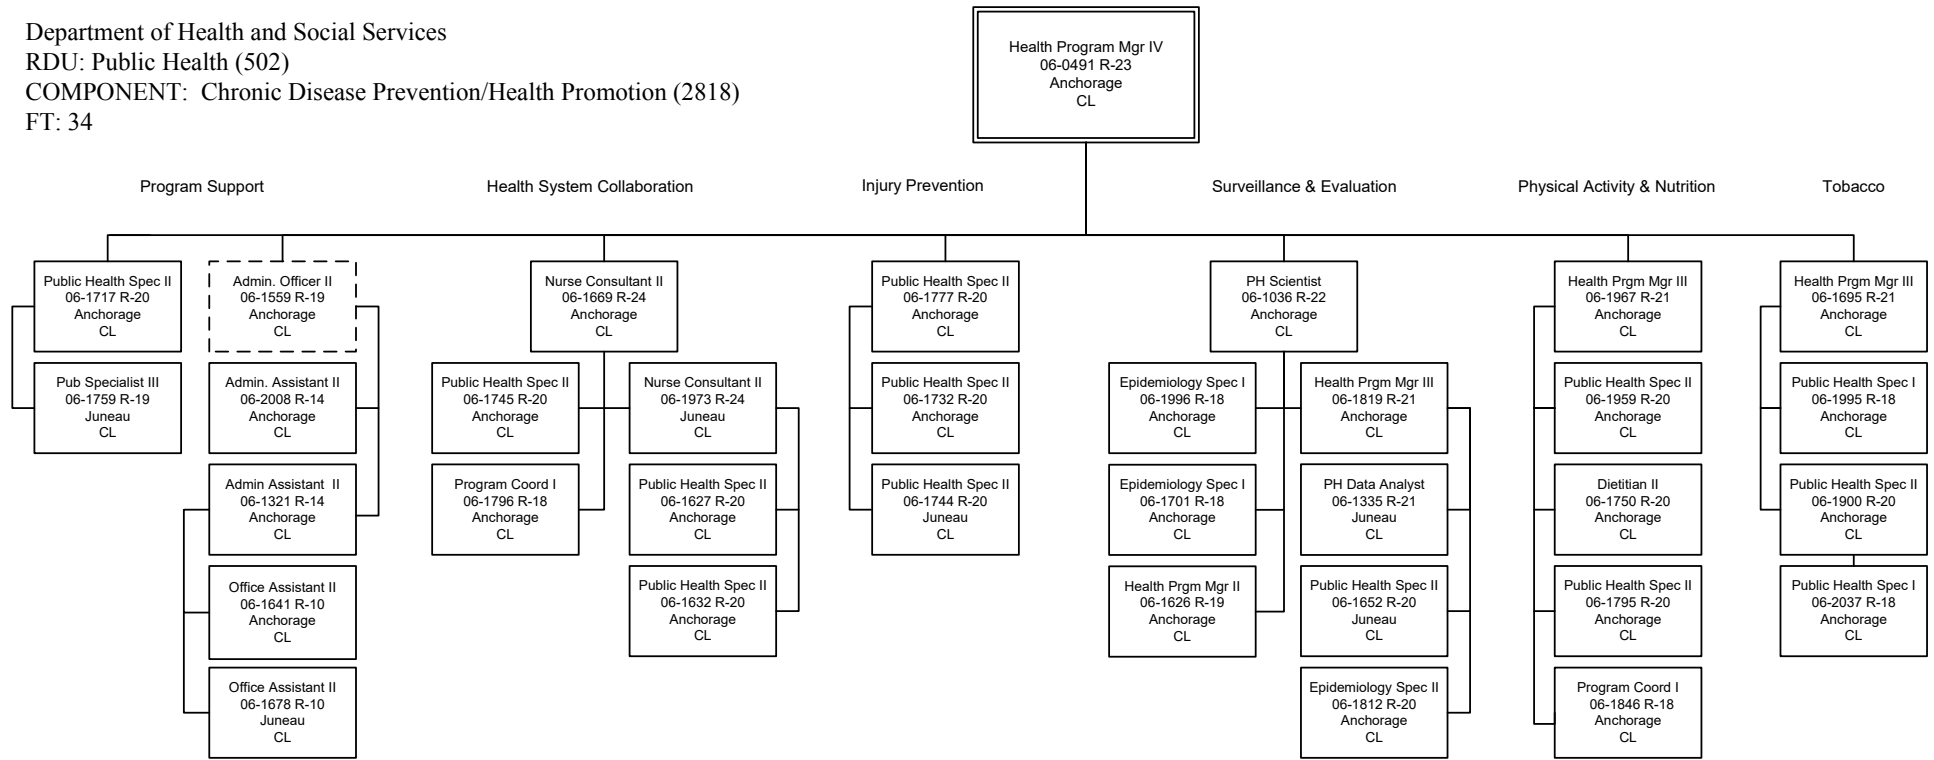 Department of Health and Social Services
RDU: Public Health (502)
COMPONENT:  Chronic Disease Prevention/Health Promotion (2818)
FT: 34
Health Program Mgr IV
06-0491 R-23
Anchorage
CL
Program Support
Health System Collaboration
Injury Prevention
Surveillance & Evaluation
Physical Activity & Nutrition
Tobacco
Public Health Spec II
06-1717 R-20
Anchorage
CL
Pub Specialist III
06-1759 R-19
Juneau
CL
Admin. Officer II
06-1559 R-19
Anchorage
CL
Admin. Assistant II
06-2008 R-14
Anchorage
CL
Admin Assistant  II
06-1321 R-14
Anchorage
CL
Office Assistant II
06-1641 R-10
Anchorage
CL
Office Assistant II
06-1678 R-10
Juneau
CL
Nurse Consultant II
06-1669 R-24
Anchorage
CL
Public Health Spec II
06-1745 R-20
Anchorage
CL
Program Coord I
06-1796 R-18
Anchorage
CL
Nurse Consultant II
06-1973 R-24
Juneau
CL
Public Health Spec II
06-1627 R-20
Anchorage
CL
Public Health Spec II
06-1632 R-20
Anchorage
CL
Public Health Spec II
06-1777 R-20
Anchorage
CL
Public Health Spec II
06-1732 R-20
Anchorage
CL
Public Health Spec II
06-1744 R-20
Juneau
CL
PH Scientist
06-1036 R-22
Anchorage
CL
Epidemiology Spec I
06-1996 R-18
Anchorage
CL
Epidemiology Spec I
06-1701 R-18
Anchorage
CL
Health Prgm Mgr II
06-1626 R-19
Anchorage
CL
Health Prgm Mgr III
06-1819 R-21
Anchorage
CL
PH Data Analyst
06-1335 R-21
Juneau
CL
Public Health Spec II
06-1652 R-20
Juneau
CL
Epidemiology Spec II
06-1812 R-20
Anchorage
CL
Health Prgm Mgr III
06-1967 R-21
Anchorage
CL
Public Health Spec II
06-1959 R-20
Anchorage
CL
Dietitian II
06-1750 R-20
Anchorage
CL
Public Health Spec II
06-1795 R-20
Anchorage
CL
Program Coord I
06-1846 R-18
Anchorage
CL
Health Prgm Mgr III
06-1695 R-21
Anchorage
CL
Public Health Spec I
06-1995 R-18
Anchorage
CL
Public Health Spec II
06-1900 R-20
Anchorage
CL
Public Health Spec I
06-2037 R-18
Anchorage
CL